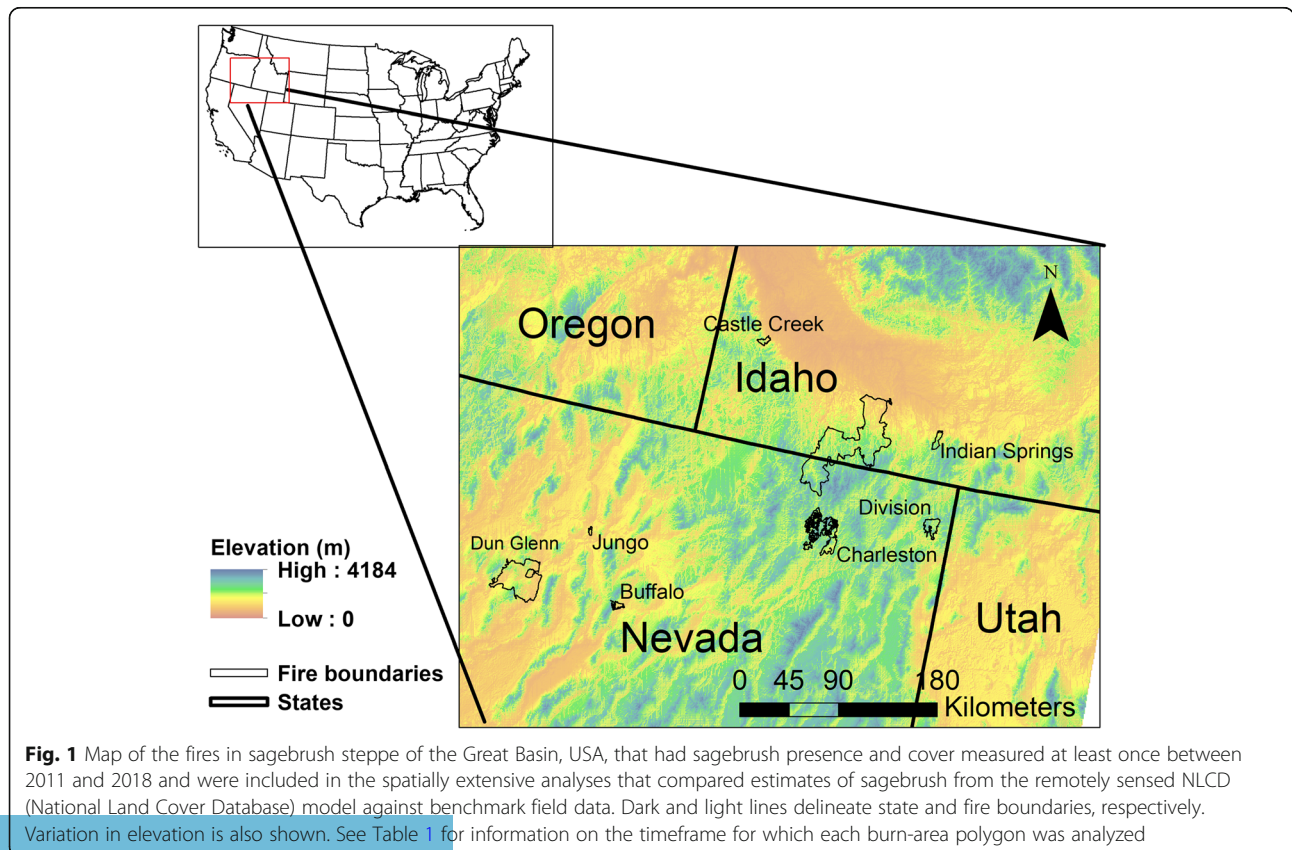 N
Oregon
Castle Creek
Idaho
Indian Springs
Division
Charleston
Dun Glenn
Jungo
Buffalo
Nevada
Utah
Elevation (m)
High : 4184
Low : 0
Fire boundaries
States
0 45 90 180
Kilometers
Fig. 1 Map of the fires in sagebrush steppe of the Great Basin, USA, that had sagebrush presence and cover measured at least once between
2011 and 2018 and were included in the spatially extensive analyses that compared estimates of sagebrush from the remotely sensed NLCD
(National Land Cover Database) model against benchmark field data. Dark and light lines delineate state and fire boundaries, respectively.
Variation in elevation is also shown. See Table 1 for information on the timeframe for which each burn-area polygon was analyzed